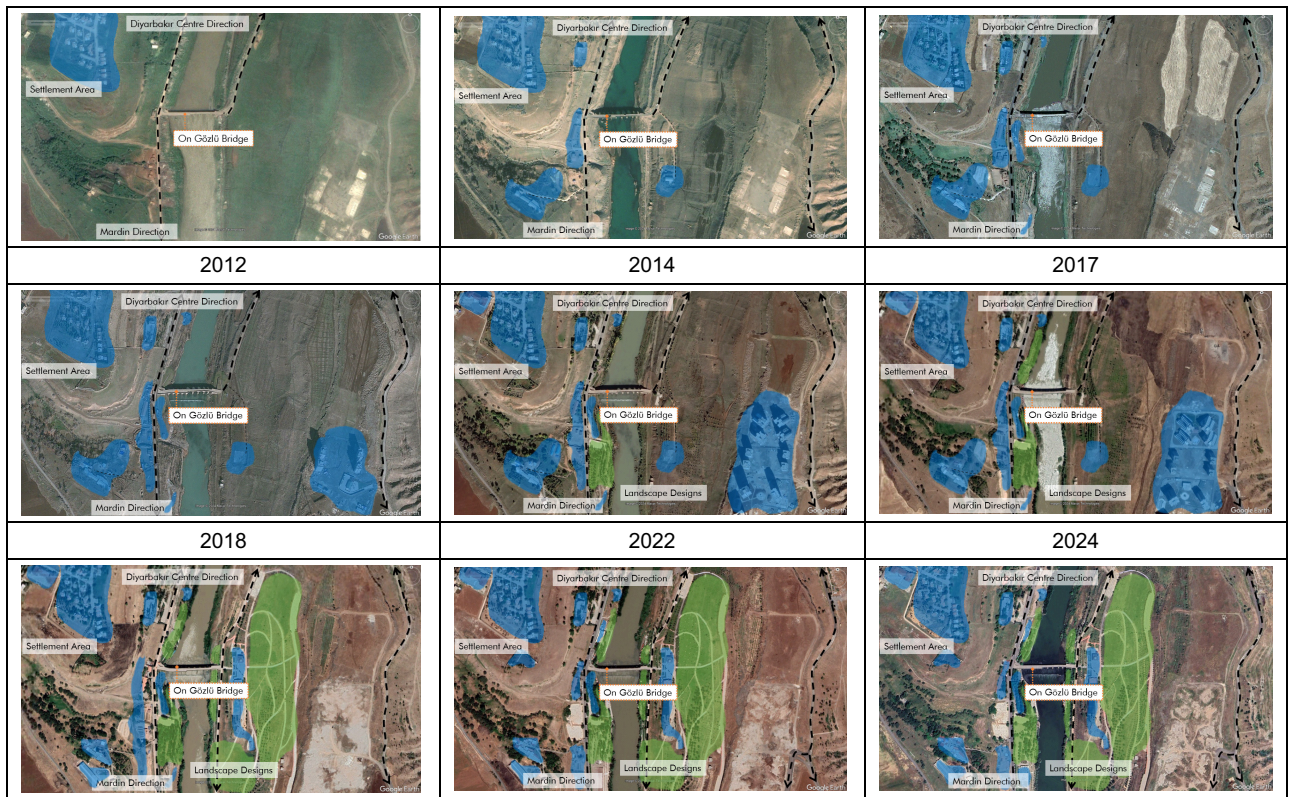 Diyarbakır Centre Direction
Settlement Area
On Gözlü Bridge
Mardin Direction
Google Earth
Diyarbakır Centre Direction
Settlement Area
On Gözlü Bridge
Mardin Direction
Google Earth
Diyarbakır Centre Direction
Settlement Area
On Gözlü Bridge
Mardin Direction
Google Earth
2012
2014
2017
Diyarbakır Centre Direction
Settlement Area
On Gözlü Bridge
Mardin Direction
Google Earth
Diyarbakır Centre Direction
Settlement Area
On Gözlü Bridge
Landscape Designs
Mardin Direction
Google Earth
Diyarbakır Centre Direction
Settlement Area
On Gözlü Bridge
Landscape Designs
Mardin Direction
Google Earth
2018
2022
2024
Diyarbakır Centre Direction
Settlement Area
On Gözlü Bridge
Landscape Designs
Mardin Direction
Google Earth
Diyarbakır Centre Direction
Settlement Area
On Gözlü Bridge
Landscape Designs
Mardin Direction
Google Earth
Diyarbakır Centre Direction
Settlement Area
On Gözlü Bridge
Landscape Designs
Mardin Direction
Google Earth